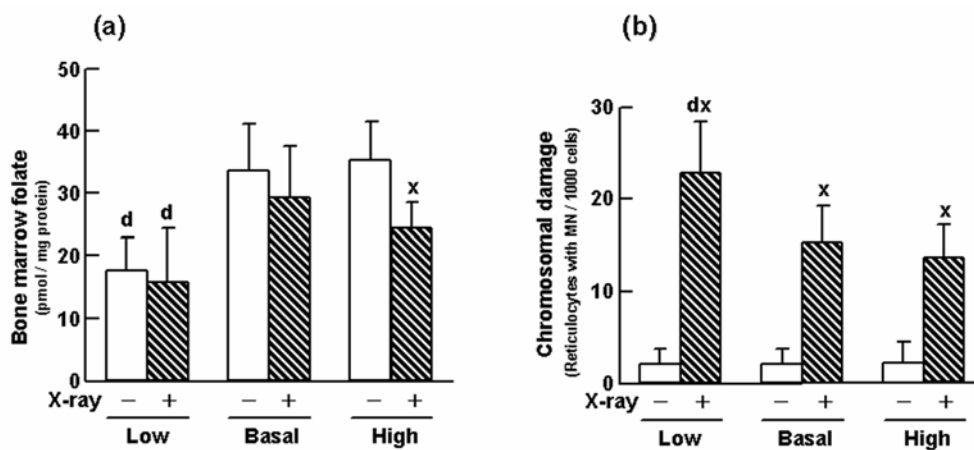 (a)
Bone marrow folate
(pmol / mg protein)
50
40
30
20
10
0
d d
x
X-ray − + − + − +
Low Basal High
(b)
Chromosomal damage
(Reticulocytes with MN / 1000 cells)
30
20
10
0
dx
x
x
X-ray − + − + − +
Low Basal High